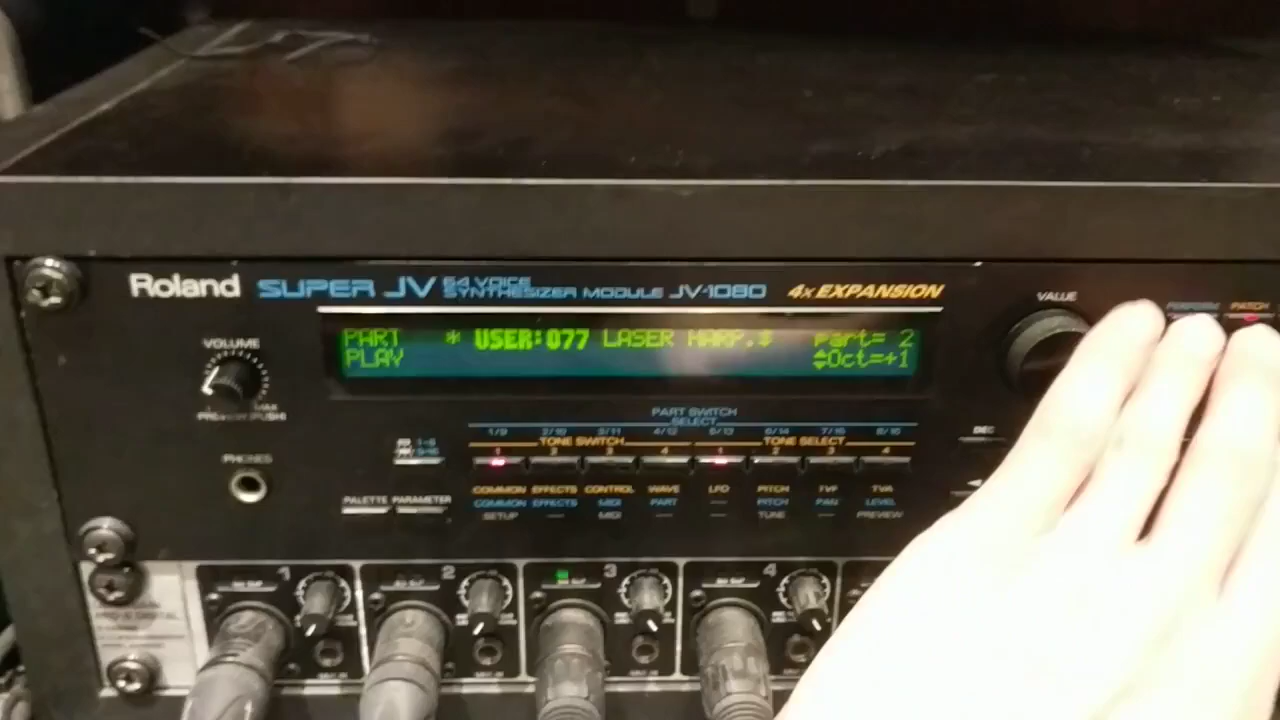 Roland SUPER JV 64 VOICE SYNTHESIZER MODULE JV-1080 4x EXPANSION
VALUE
PATCH
VOLUME
MAX
PART * USER:077 LASER HARP.$ part= 2
PLAY Oct=+1
PART SWITCH
SELECT
1/9 2/10 3/11 4/12 5/13 6/14 7/15 8/16
TONE SWITCH TONE SELECT
1 2 3 4 1 2 3 4
DEC
PHONES
PALETTE PARAMETER
COMMON EFFECTS CONTROL WAVE LFO PITCH TVF TVA
COMMON EFFECTS MIDI PART PITCH PAN LEVEL
SETUP MIDI TUNE PREVIEW
1 2 3 4